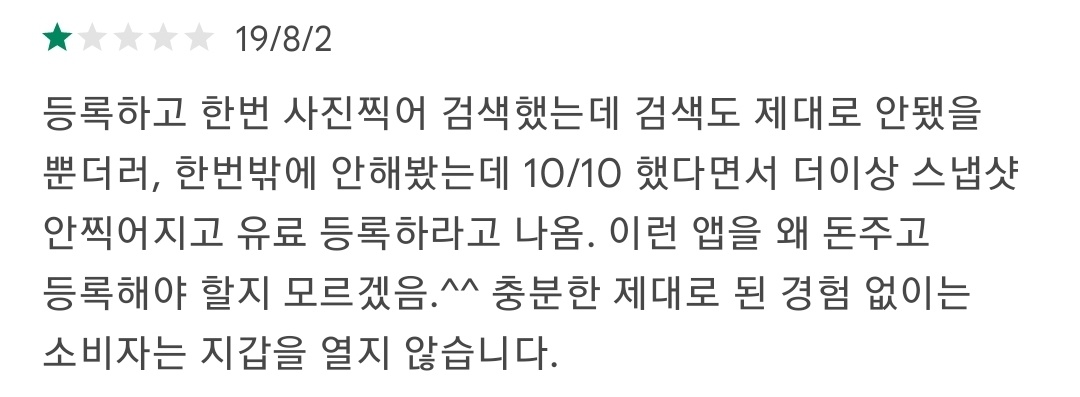 19/8/2
등록하고 한번 사진찍어 검색했는데 검색도 제대로 안됐을
뿐더러, 한번밖에 안해봤는데 10/10 했다면서 더이상 스냅샷
안찍어지고 유료 등록하라고 나옴. 이런 앱을 왜 돈주고
등록해야 할지 모르겠음.^^ 충분한 제대로 된 경험 없이는
소비자는 지갑을 열지 않습니다.